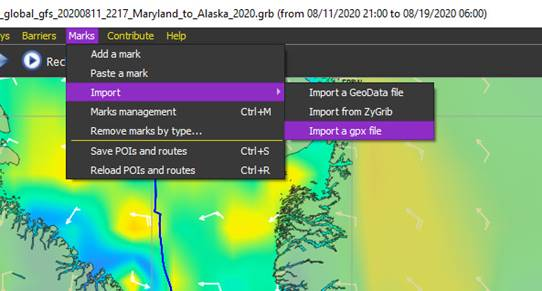 _global_gfs_20200811_2217_Maryland_to_Alaska_2020.grb (from 08/11/2020 21:00 to 08/19/2020 06:00)
ys Barriers Marks Contribute Help
Rec
Add a mark
Paste a mark
Import
Import a GeoData file
Marks management Ctrl+M
Import from ZyGrib
Remove marks by type...
Import a gpx file
Save POIs and routes Ctrl+S
Reload POIs and routes Ctrl+R